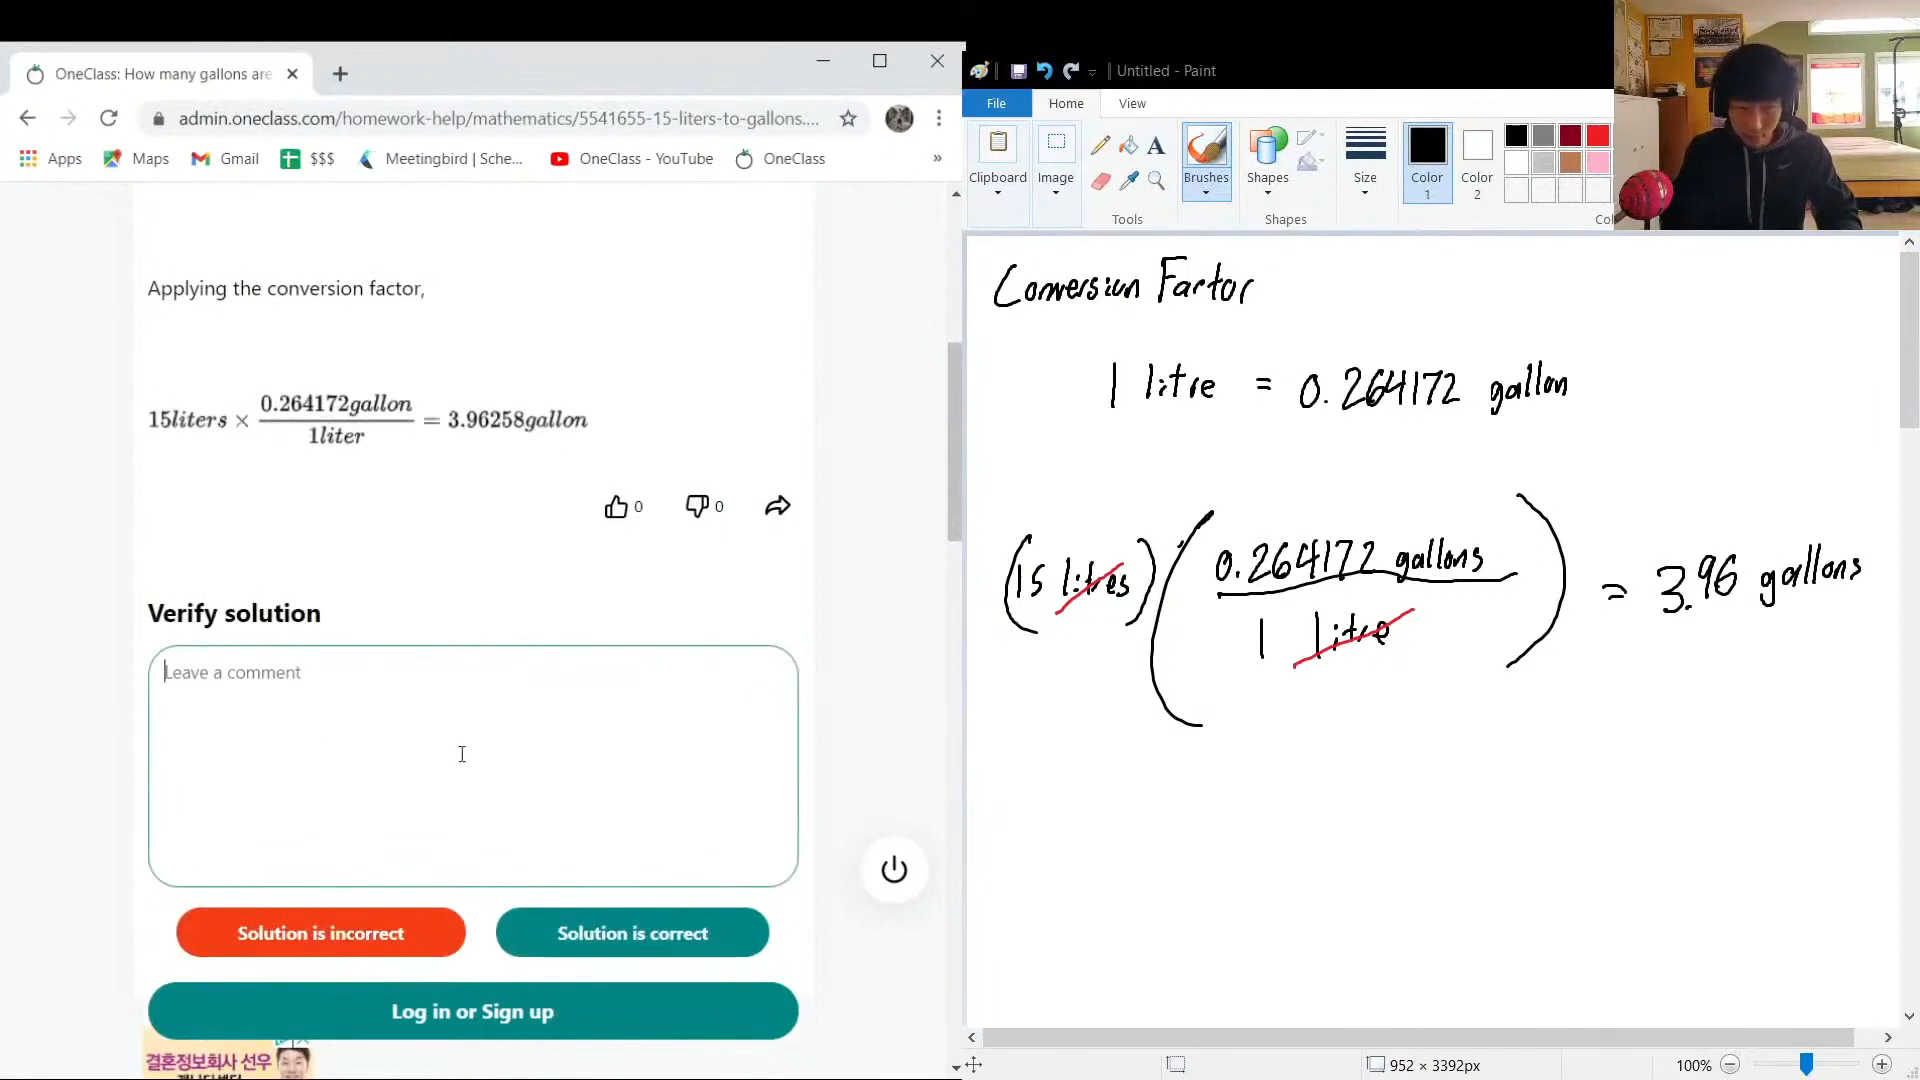 OneClass: How many gallons are
admin.oneclass.com/homework-help/mathematics/5541655-15-liters-to-gallons....
Apps Maps Gmail $$$ Meetingbird | Sche... OneClass - YouTube OneClass »
Applying the conversion factor,
15liters × 0.264172gallon / 1liter = 3.96258gallon
0 0
Verify solution
Leave a comment
Solution is incorrect Solution is correct
Log in or Sign up
결혼정보회사 선우
Untitled - Paint
File Home View
Clipboard Image Brushes Shapes Size Color 1 Color 2
Tools Shapes Col
Conversion Factor
1 litre = 0.264172 gallon
(15 litres) (0.264172 gallons / 1 litre) = 3.96 gallons
952 × 3392px 100%